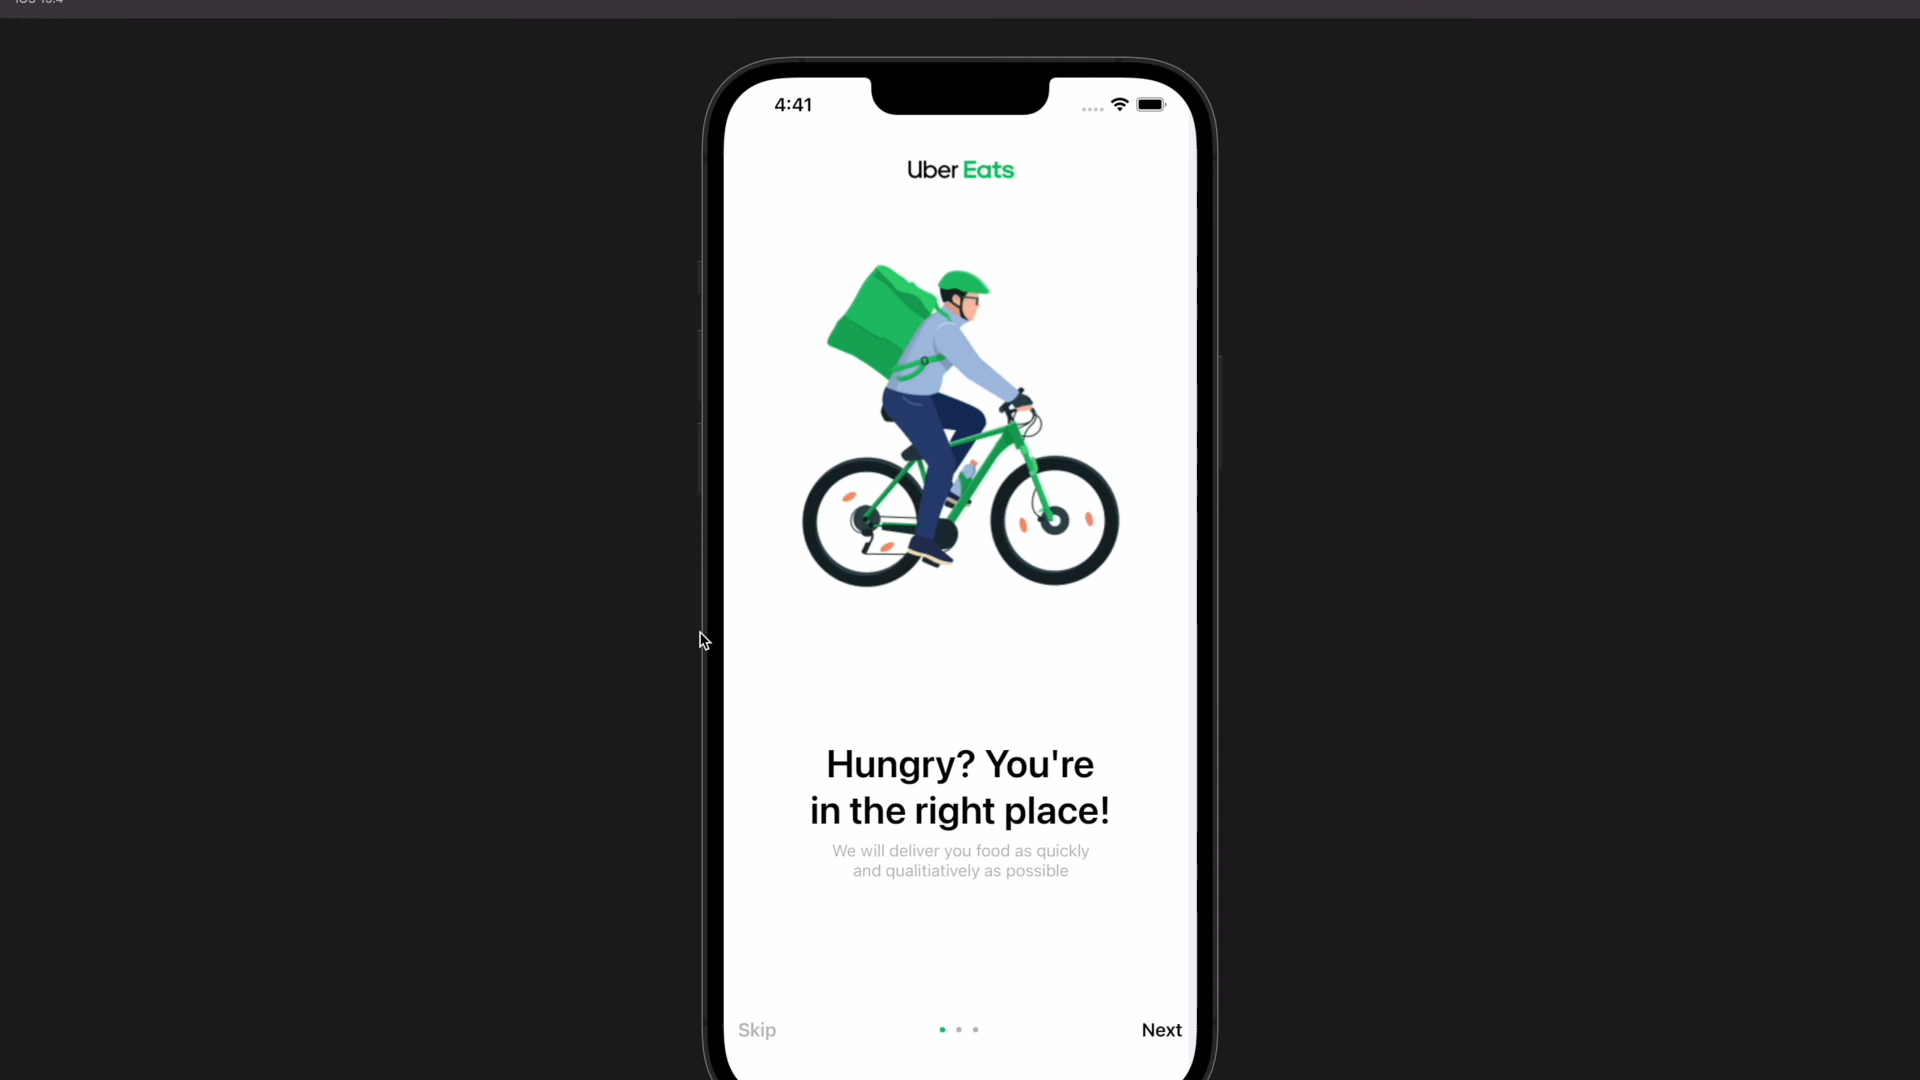 4:41
Uber Eats
Hungry? You're
in the right place!
We will deliver you food as quickly
and qualitiatively as possible
Skip
Next